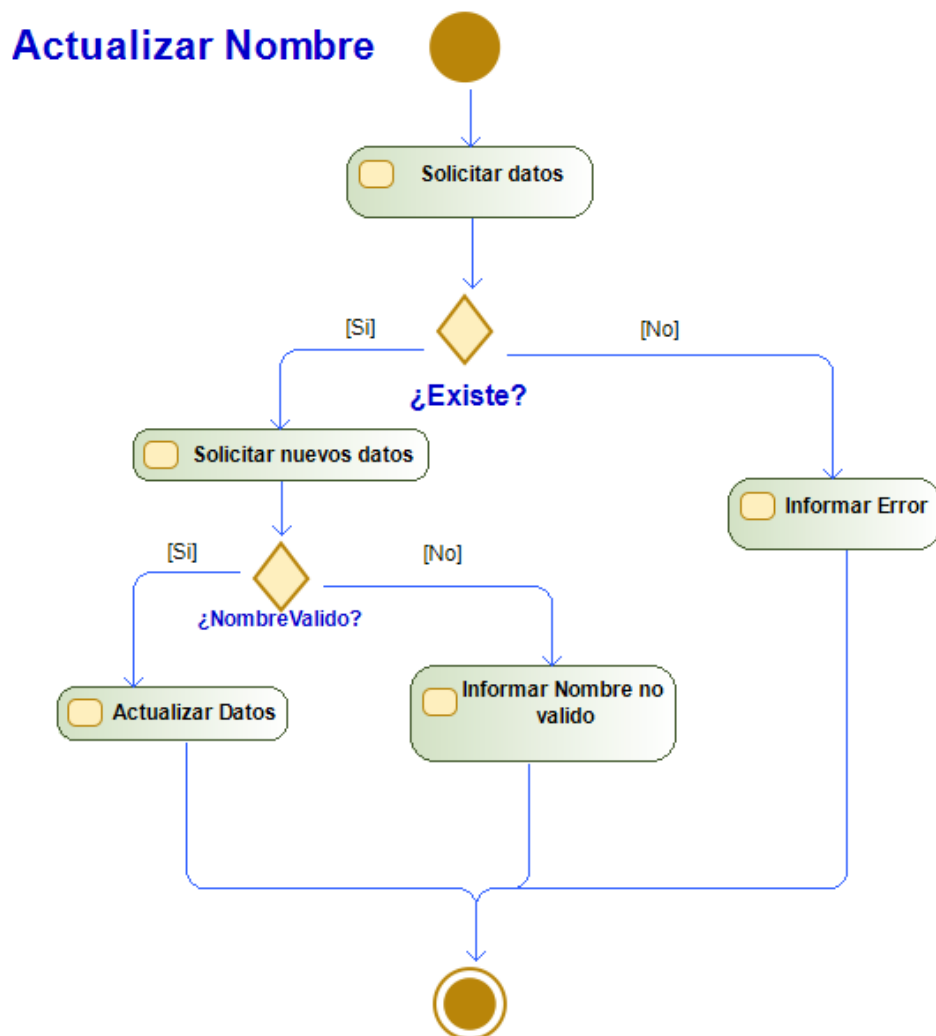 Actualizar Nombre
Solicitar datos
[Si]
[No]
¿Existe?
Solicitar nuevos datos
Informar Error
[Si]
[No]
¿NombreValido?
Actualizar Datos
Informar Nombre no
valido